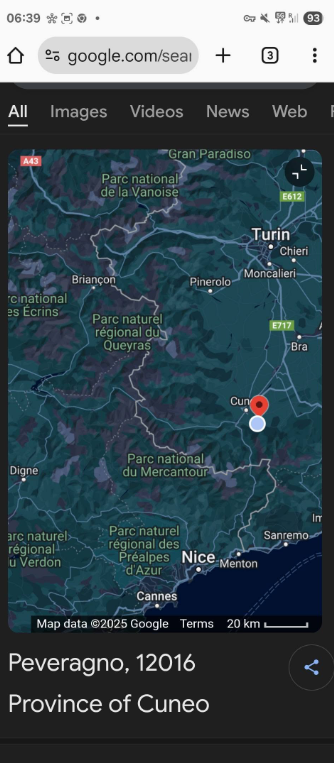 06:39
93
google.com/sear
3
All Images Videos News Web
A43
Gran Paradiso
Parc national
de la Vanoise
E612
Turin
Chieri
Moncalieri
Briançon
Pinerolo
rc national
es Écrins
Parc naturel
régional du
Queyras
E717
Bra
Cun
Parc national
du Mercantour
Digne
Parc naturel
régional des
Préalpes
d'Azur
arc naturel
régional
u Verdon
Im
Sanremo
Nice
Menton
Cannes
Map data ©2025 Google Terms 20 km
Peveragno, 12016
Province of Cuneo